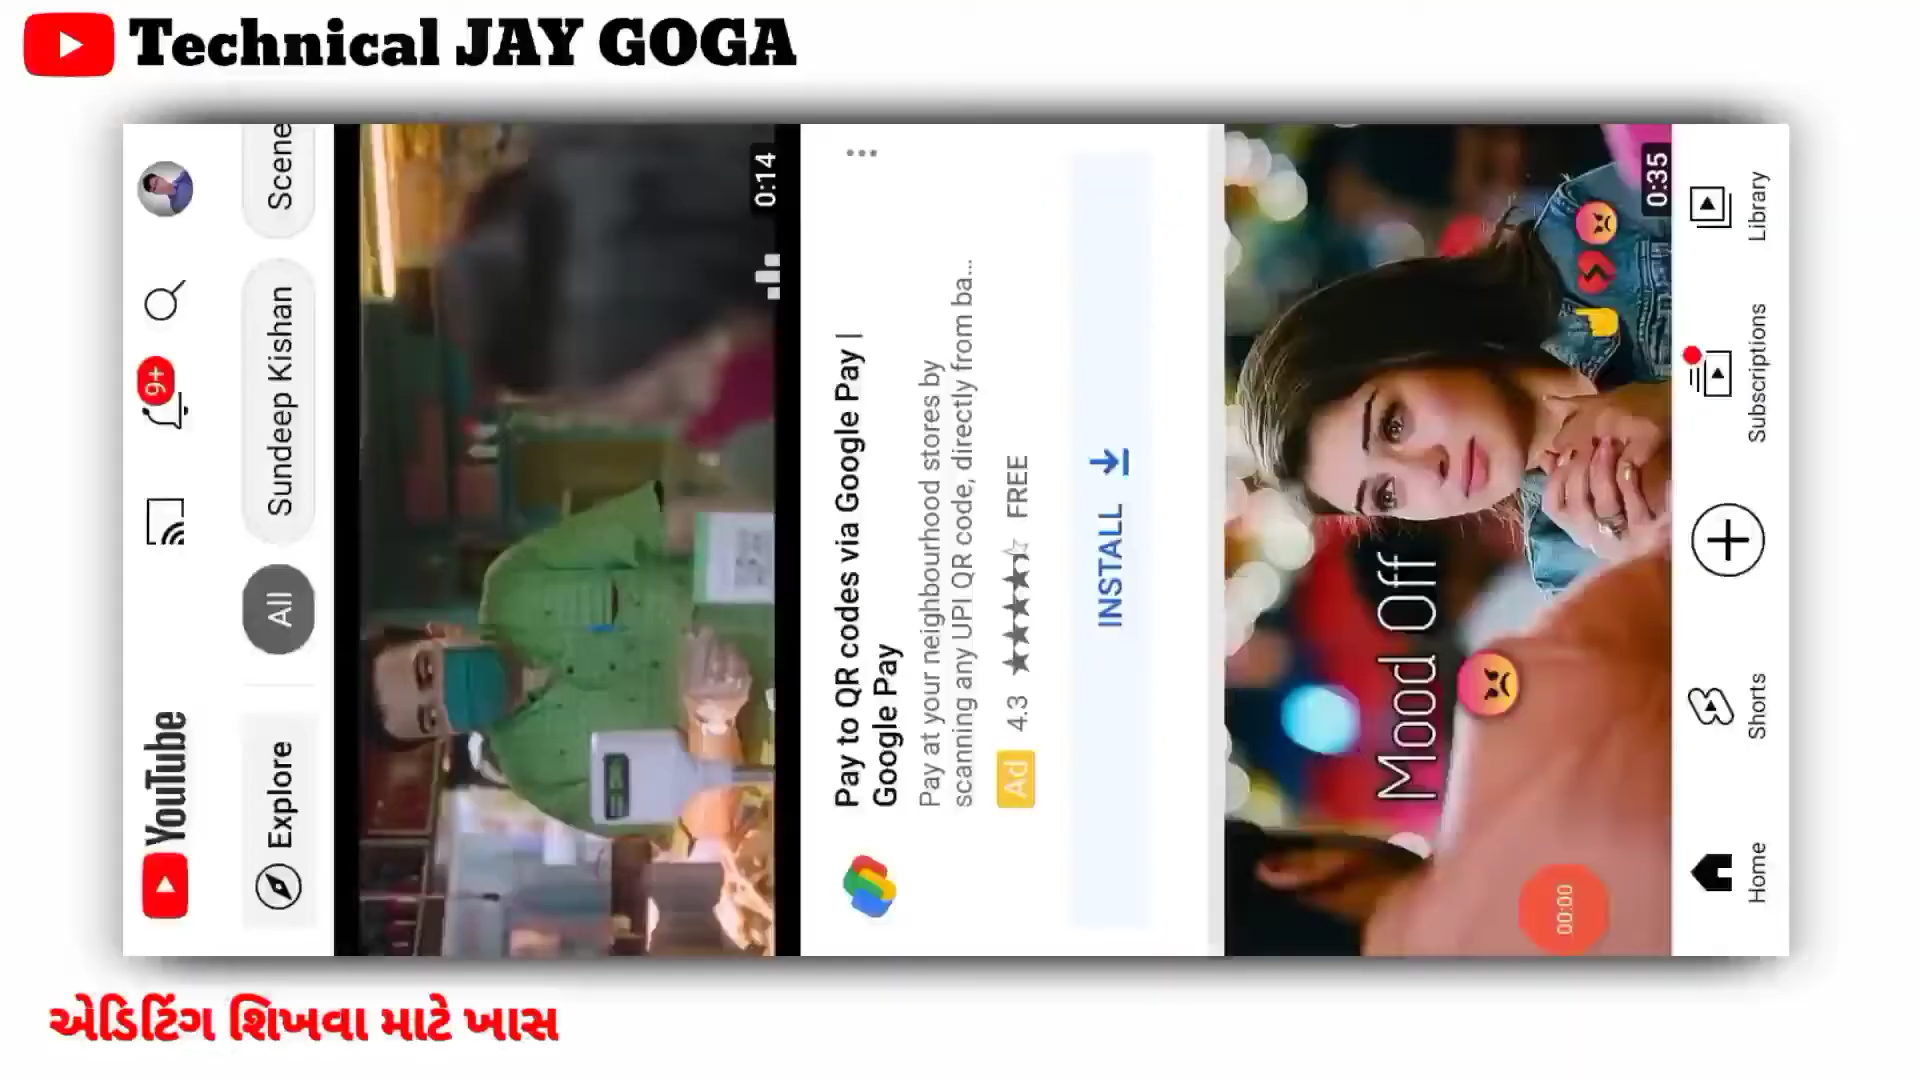 Technical JAY GOGA
YouTube
9+
Explore
All
Sundeep Kishan
Scene
0:14
Pay to QR codes via Google Pay |
Google Pay
Pay at your neighbourhood stores by
scanning any UPI QR code, directly from ba...
Ad 4.3 ★★★★☆ FREE
INSTALL
Mood Off
0:35
00:00
Home
Shorts
Subscriptions
Library
એડિટિંગ શિખવા માટે ખાસ